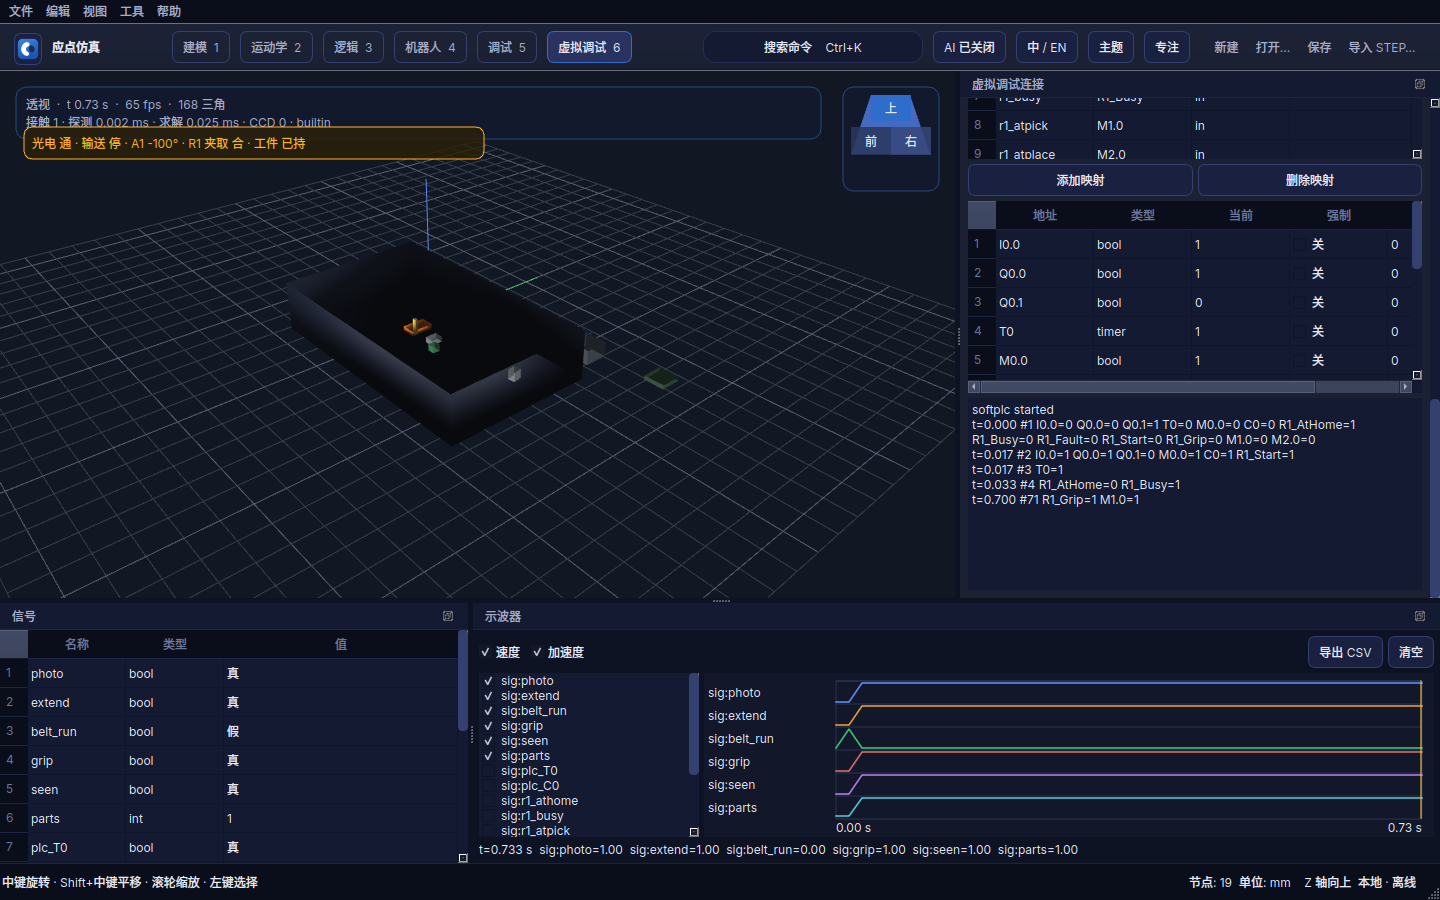 文件 编辑 视图 工具 帮助
应点仿真 建模 1 运动学 2 逻辑 3 机器人 4 调试 5 虚拟调试 6 搜索命令 Ctrl+K AI 已关闭 中 / EN 主题 专注 新建 打开... 保存 导入 STEP...
透视 · t 0.73 s · 65 fps · 168 三角
接触 1 · 探测 0.002 ms · 求解 0.025 ms · CCD 0 · builtin
光电 通 · 输送 停 · A1 -100° · R1 夹取 合 · 工件 已持
上
前 右
虚拟调试连接
7 r1_busy R1_Busy in
8 r1_atpick M1.0 in
9 r1_atplace M2.0 in
添加映射 删除映射
地址 类型 当前 强制
1 I0.0 bool 1 关 0
2 Q0.0 bool 1 关 0
3 Q0.1 bool 0 关 0
4 T0 timer 1 关 0
5 M0.0 bool 1 关 0
softplc started
t=0.000 #1 I0.0=0 Q0.0=0 Q0.1=1 T0=0 M0.0=0 C0=0 R1_AtHome=1
R1_Busy=0 R1_Fault=0 R1_Start=0 R1_Grip=0 M1.0=0 M2.0=0
t=0.017 #2 I0.0=1 Q0.0=1 Q0.1=0 M0.0=1 C0=1 R1_Start=1
t=0.017 #3 T0=1
t=0.033 #4 R1_AtHome=0 R1_Busy=1
t=0.700 #71 R1_Grip=1 M1.0=1
信号
名称 类型 值
1 photo bool 真
2 extend bool 真
3 belt_run bool 假
4 grip bool 真
5 seen bool 真
6 parts int 1
7 plc_T0 bool 真
示波器
速度 加速度 导出 CSV 清空
sig:photo
sig:extend
sig:belt_run
sig:grip
sig:seen
sig:parts
sig:plc_T0
sig:plc_C0
sig:r1_athome
sig:r1_busy
sig:r1_atpick
sig:photo
sig:extend
sig:belt_run
sig:grip
sig:seen
sig:parts
0.00 s 0.73 s
t=0.733 s sig:photo=1.00 sig:extend=1.00 sig:belt_run=0.00 sig:grip=1.00 sig:seen=1.00 sig:parts=1.00
中键旋转 · Shift+中键平移 · 滚轮缩放 · 左键选择 节点: 19 单位: mm Z 轴向上 本地 · 离线